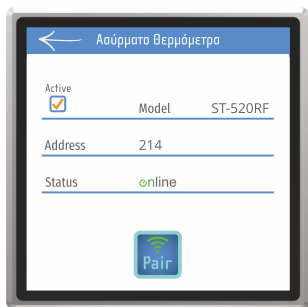 Ασύρματο Θερμόμετρο
Active
Model ST-520RF
Address 214
Status online
Pair